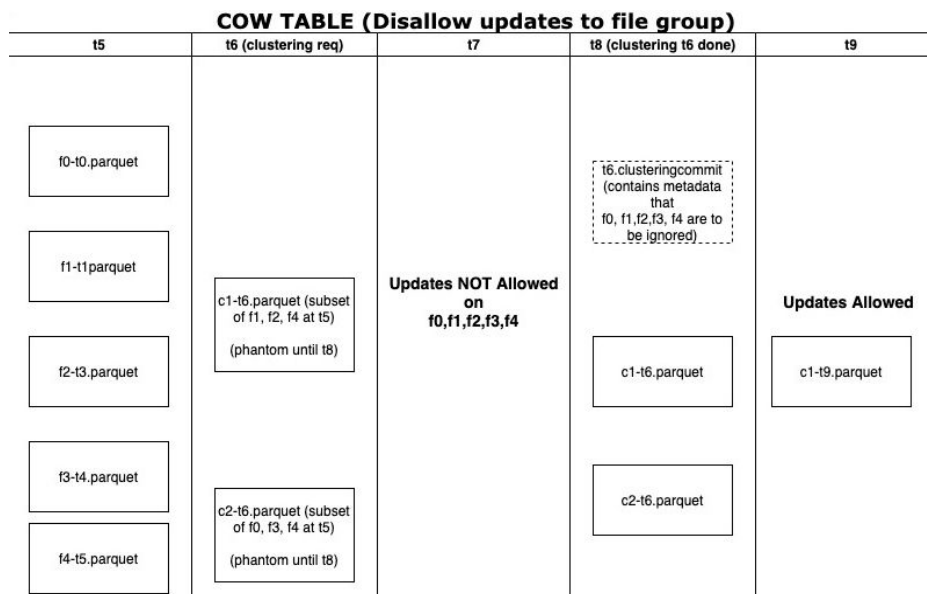 COW TABLE (Disallow updates to file group)
t5
t6 (clustering req)
t7
t8 (clustering t6 done)
t9
f0-t0.parquet
f1-t1parquet
f2-t3.parquet
f3-t4.parquet
f4-t5.parquet
c1-t6.parquet (subset
of f1, f2, f4 at t5)
(phantom until t8)
c2-t6.parquet (subset
of f0, f3, f4 at t5)
(phantom until t8)
Updates NOT Allowed
on
f0,f1,f2,f3,f4
t6.clusteringcommit
(contains metadata
that
f0, f1,f2,f3, f4 are to
be ignored)
c1-t6.parquet
c2-t6.parquet
Updates Allowed
c1-t9.parquet